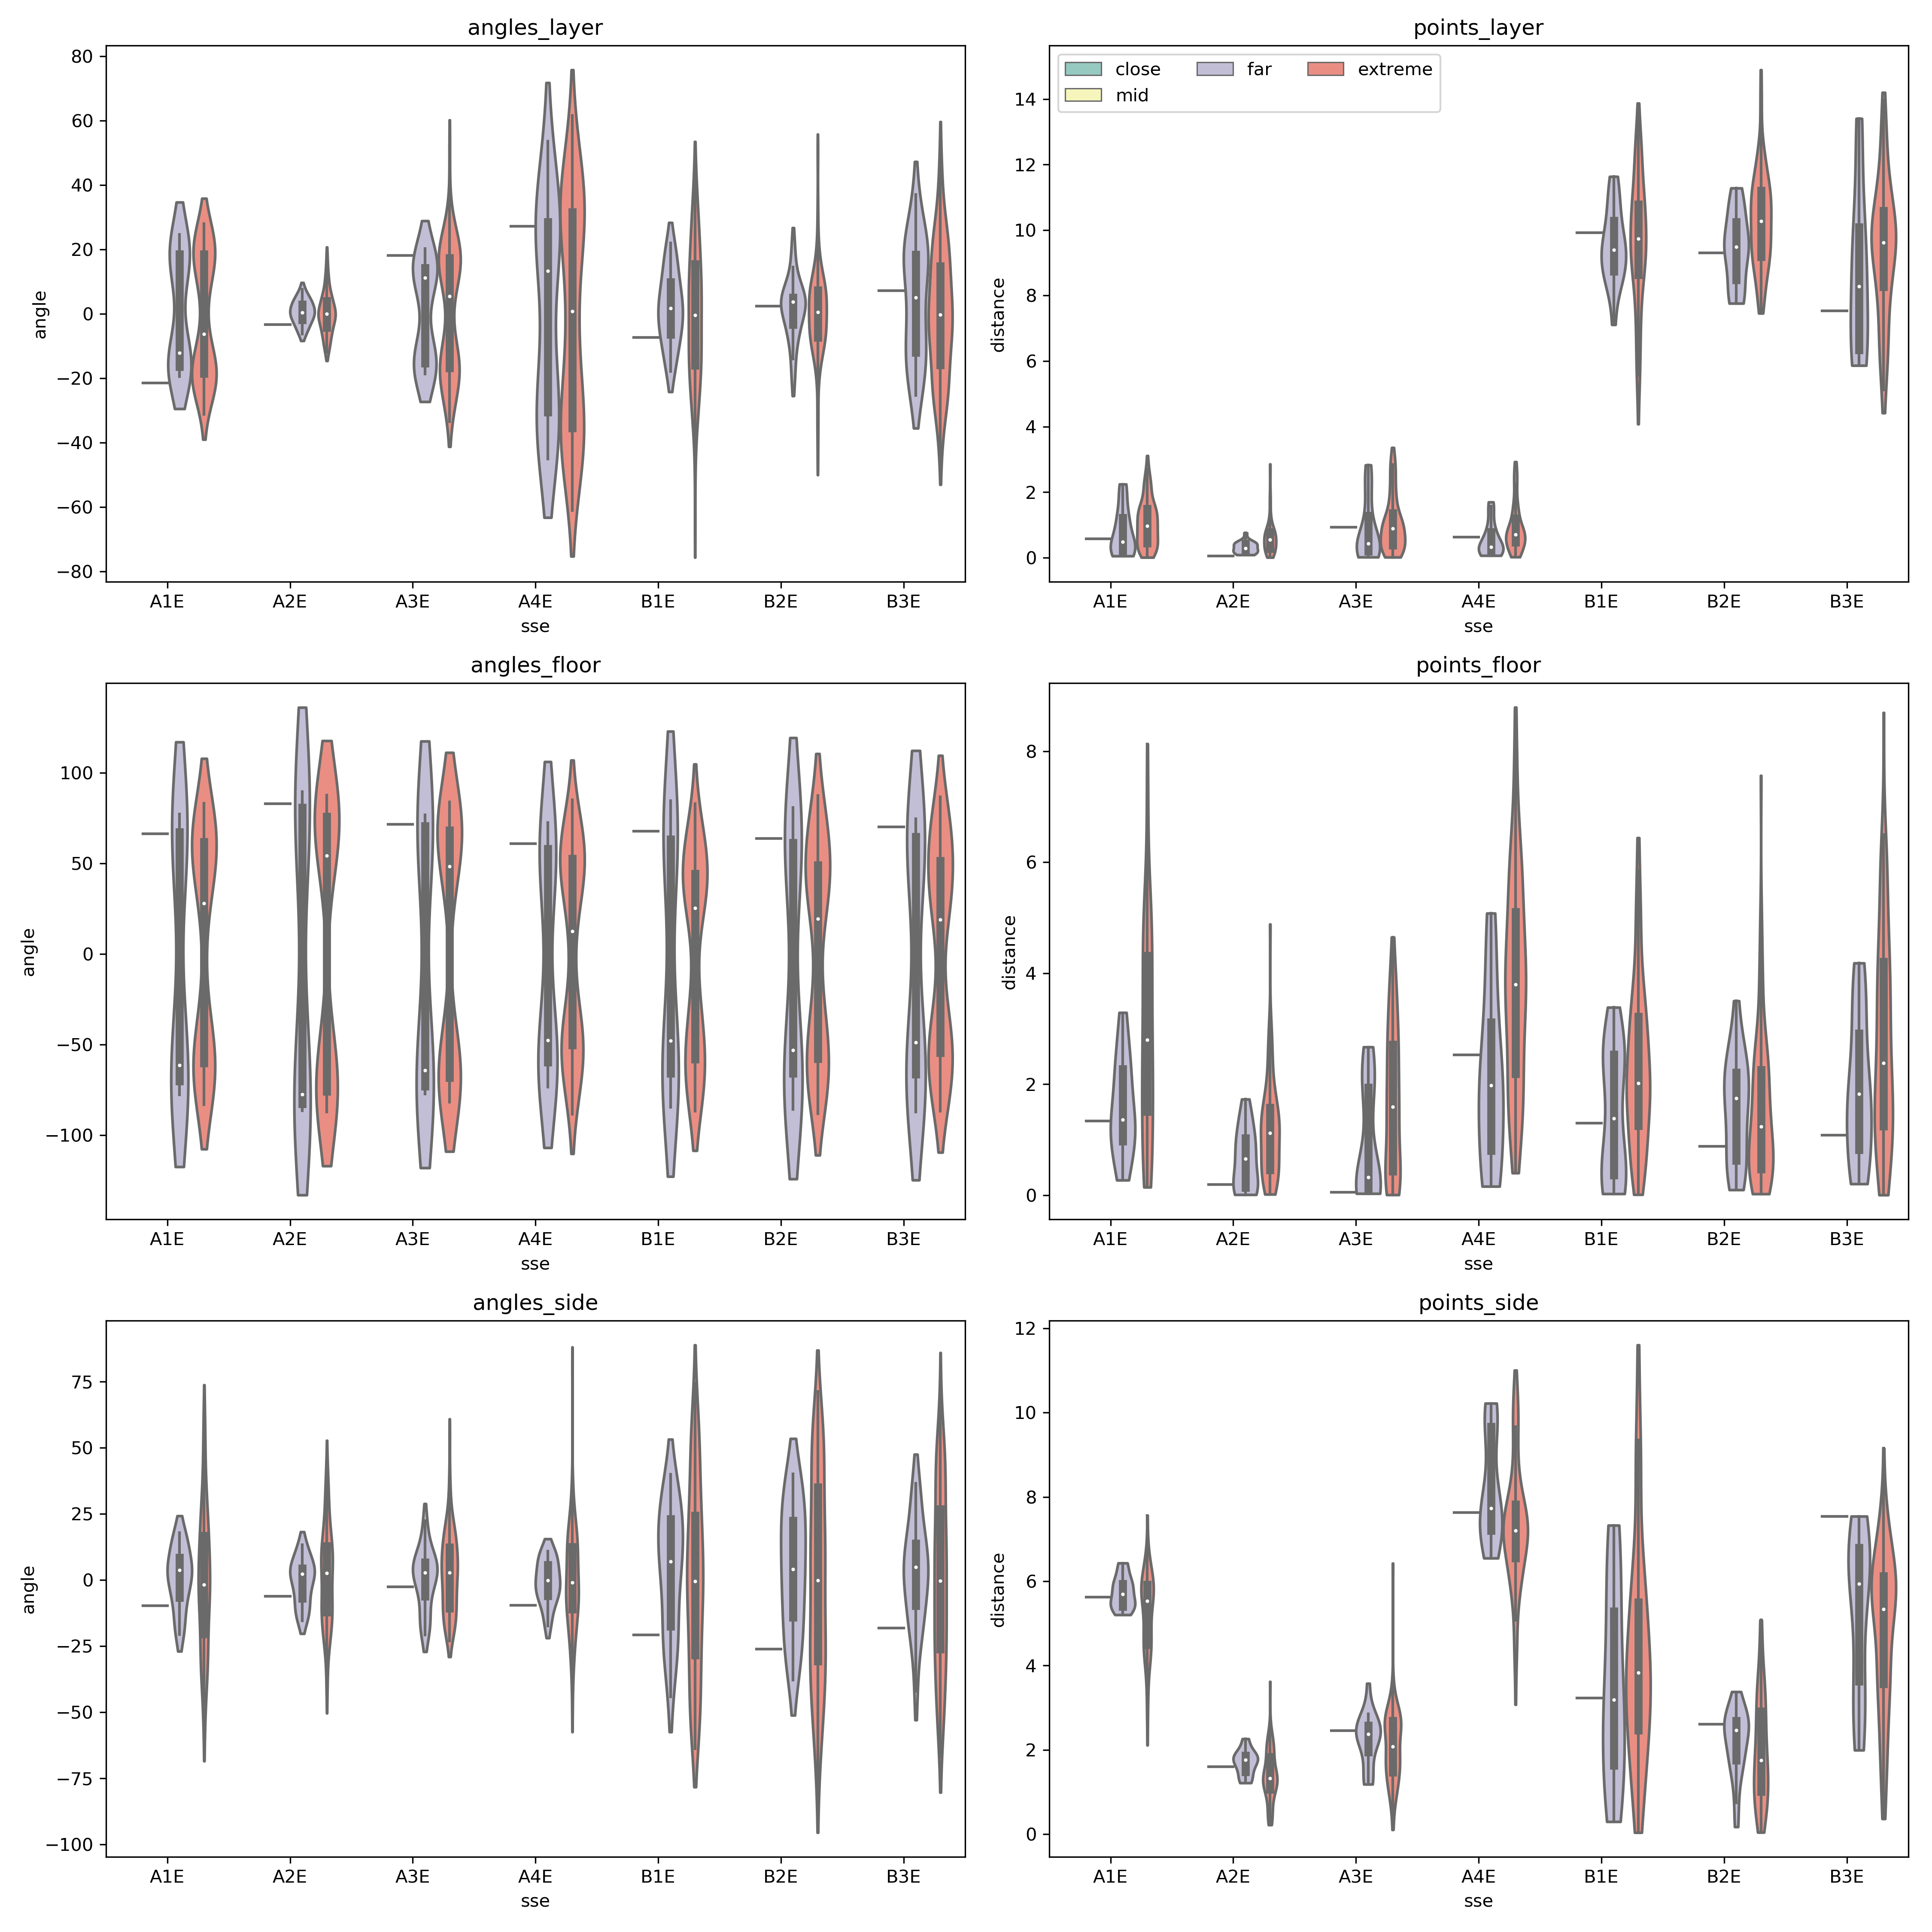 angles_layer
points_layer
80
60
40
20
0
−20
−40
−60
−80
angle
A1E A2E A3E A4E B1E B2E B3E
sse
close far extreme
mid
14
12
10
8
6
4
2
0
distance
A1E A2E A3E A4E B1E B2E B3E
sse
angles_floor
points_floor
100
50
0
−50
−100
angle
A1E A2E A3E A4E B1E B2E B3E
sse
8
6
4
2
0
distance
A1E A2E A3E A4E B1E B2E B3E
sse
angles_side
points_side
75
50
25
0
−25
−50
−75
−100
angle
A1E A2E A3E A4E B1E B2E B3E
sse
12
10
8
6
4
2
0
distance
A1E A2E A3E A4E B1E B2E B3E
sse